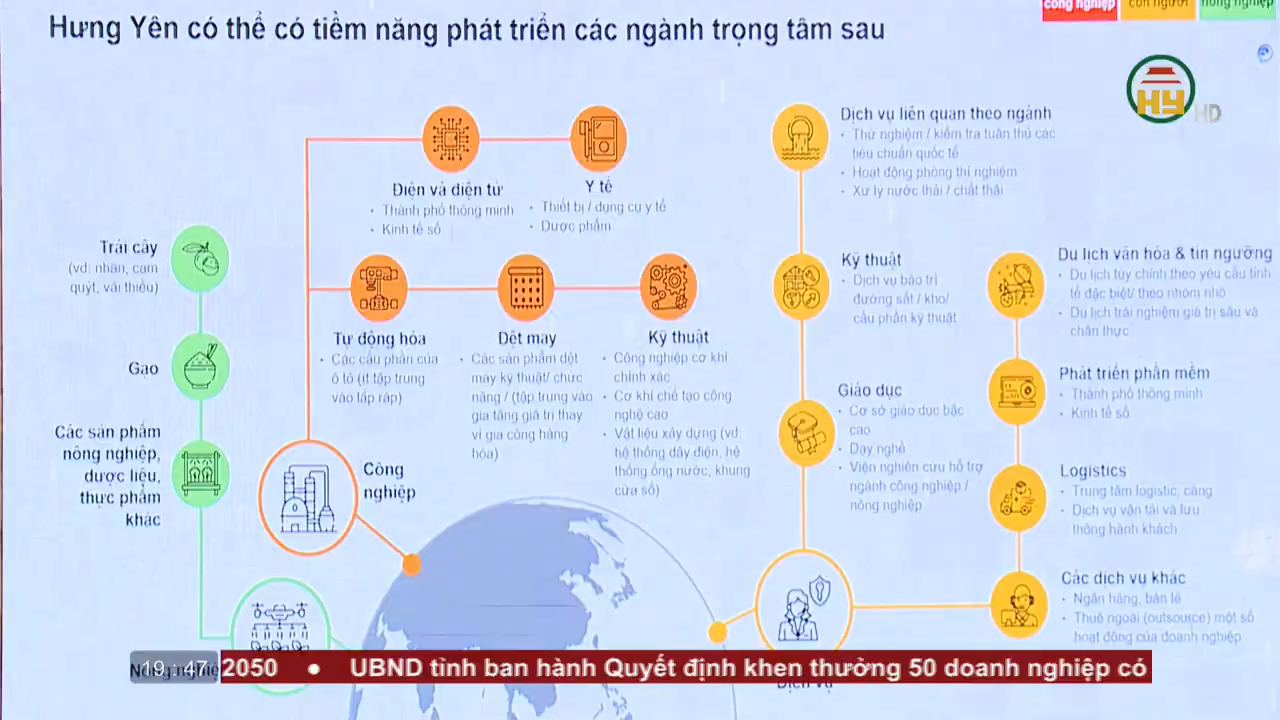 Hưng Yên có thể có tiềm năng phát triển các ngành trọng tâm sau
công nghiệp
con người
nông nghiệp
HY HD
Trái cây
(vd: nhãn, cam
quýt, vải thiều)
Gạo
Các sản phẩm
nông nghiệp,
dược liệu,
thực phẩm
khác
Điện và điện tử
• Thành phố thông minh
• Kinh tế số
Y tế
• Thiết bị / dụng cụ y tế
• Dược phẩm
Tự động hóa
• Các cấu phần của
ô tô (ít tập trung
vào lắp ráp)
Dệt may
• Các sản phẩm dệt
may kỹ thuật/ chức
năng / (tập trung vào
gia tăng giá trị thay
vì gia công hàng
hóa)
Kỹ thuật
• Công nghiệp cơ khí
chính xác
• Cơ khí chế tạo công
nghệ cao
• Vật liệu xây dựng (vd:
hệ thống dây điện, hệ
thống ống nước, khung
cửa sổ)
Công
nghiệp
Dịch vụ liên quan theo ngành
• Thử nghiệm / kiểm tra tuân thủ các
tiêu chuẩn quốc tế
• Hoạt động phòng thí nghiệm
• Xử lý nước thải / chất thải
Kỹ thuật
• Dịch vụ bảo trì
đường sắt / kho/
cấu phần kỹ thuật
Giáo dục
• Cơ sở giáo dục bậc
cao
• Dạy nghề
• Viện nghiên cứu hỗ trợ
ngành công nghiệp /
nông nghiệp
Du lịch văn hóa & tín ngưỡng
• Du lịch tùy chỉnh theo yêu cầu tinh
tế đặc biệt/ theo nhóm nhỏ
• Du lịch trải nghiệm giá trị sâu và
chân thực
Phát triển phần mềm
• Thành phố thông minh
• Kinh tế số
Logistics
• Trung tâm logistic, cảng
• Dịch vụ vận tải và lưu
thông hành khách
Các dịch vụ khác
• Ngân hàng, bán lẻ
• Thuê ngoài (outsource) một số
hoạt động của doanh nghiệp
Nông nghiệp
Dịch vụ
19:47 2050 • UBND tỉnh ban hành Quyết định khen thưởng 50 doanh nghiệp có